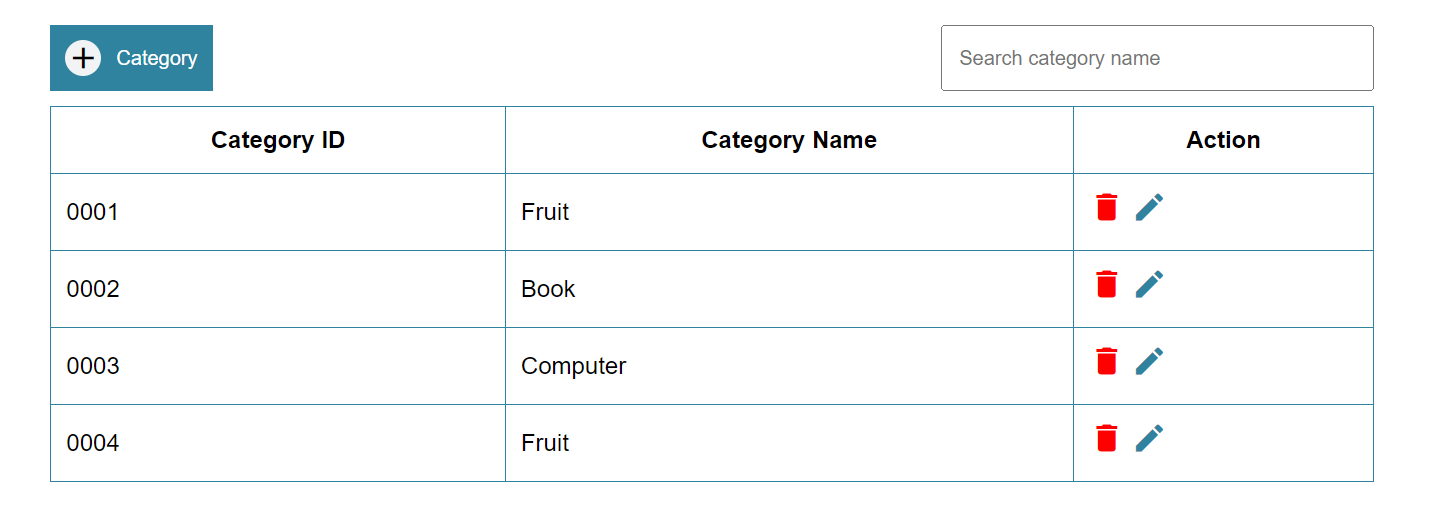 Category
Search category name
Category ID Category Name Action
0001 Fruit
0002 Book
0003 Computer
0004 Fruit